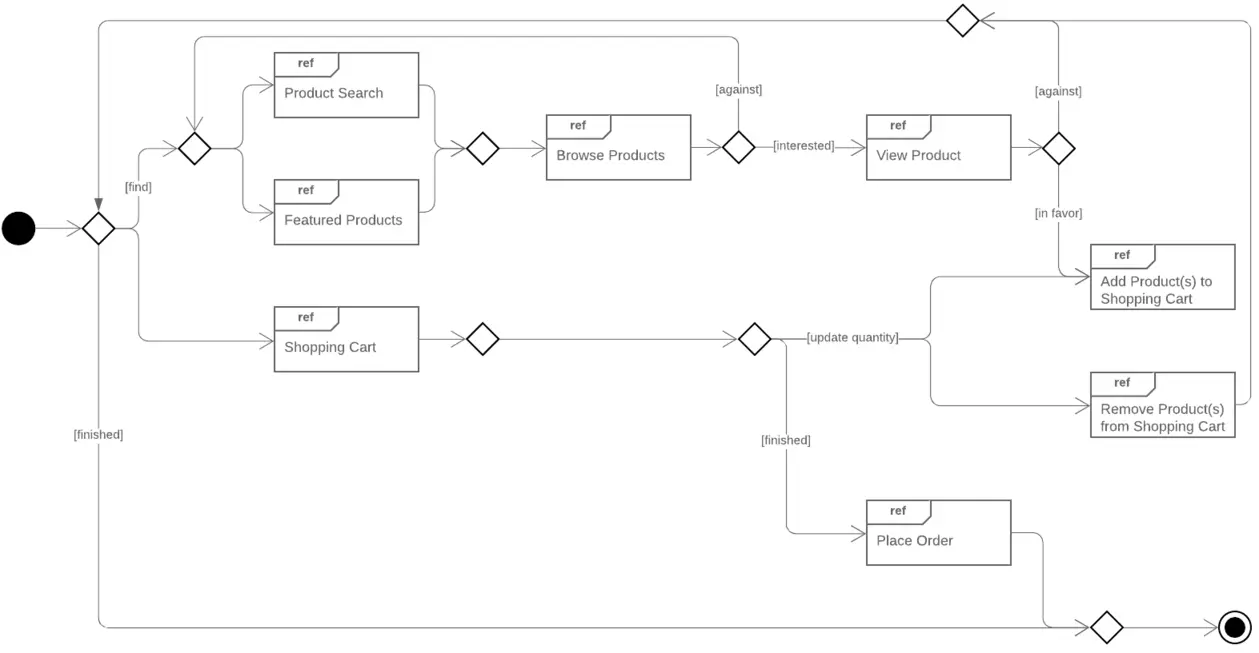 ref
Product Search
[against]
[against]
ref
Browse Products
[interested]
ref
View Product
[find]
ref
Featured Products
[in favor]
ref
Add Product(s) to
Shopping Cart
ref
Shopping Cart
[update quantity]
ref
Remove Product(s)
from Shopping Cart
[finished]
[finished]
ref
Place Order